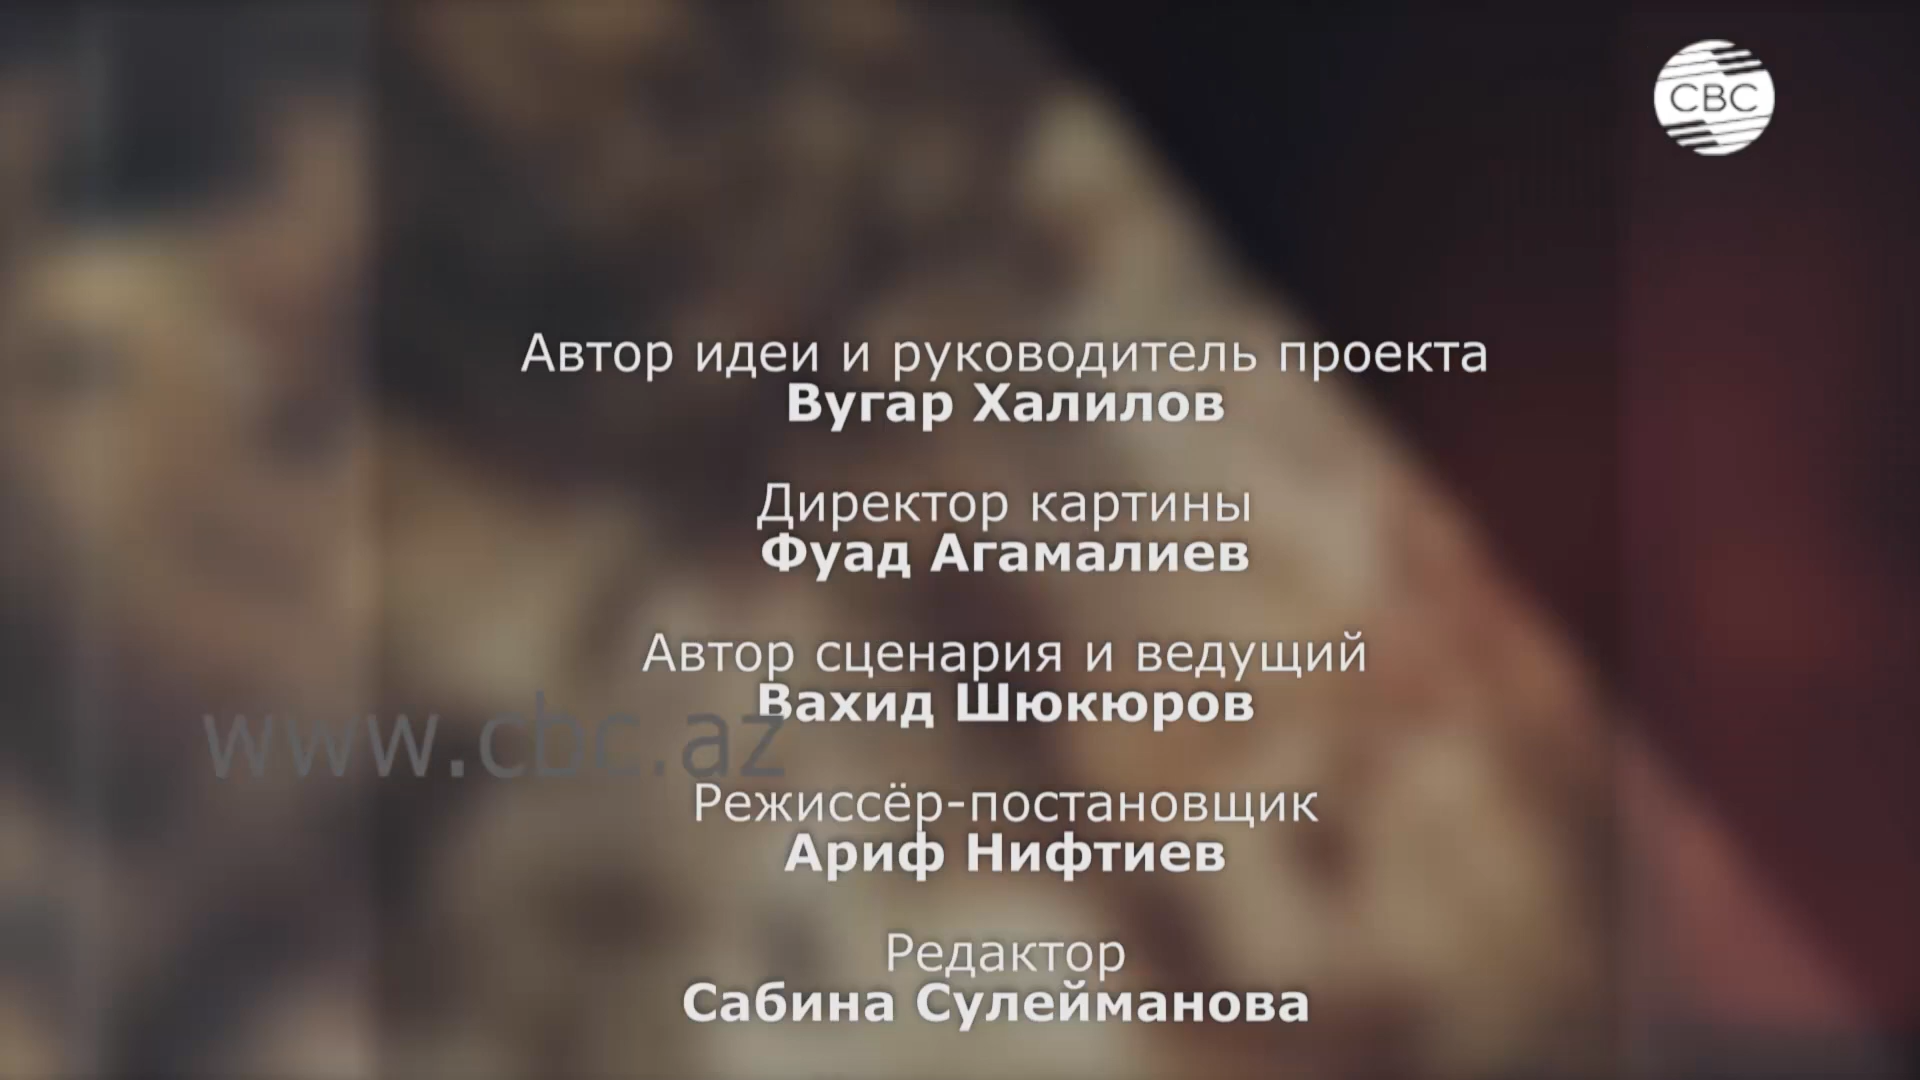 CBC
Автор идеи и руководитель проекта
Вугар Халилов
Директор картины
Фуад Агамалиев
Автор сценария и ведущий
Вахид Шюкюров
www.cbc.az
Режиссёр-постановщик
Ариф Нифтиев
Редактор
Сабина Сулейманова